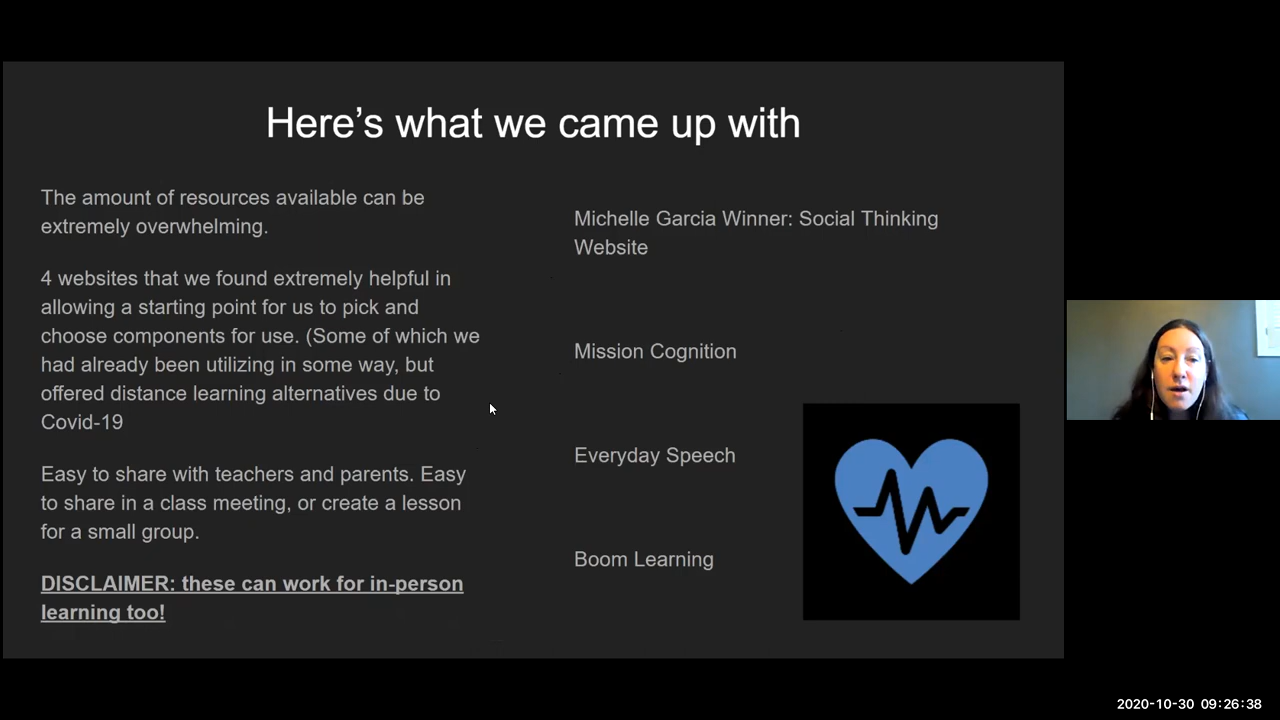 Here’s what we came up with
The amount of resources available can be
extremely overwhelming.
4 websites that we found extremely helpful in
allowing a starting point for us to pick and
choose components for use. (Some of which we
had already been utilizing in some way, but
offered distance learning alternatives due to
Covid-19
Easy to share with teachers and parents. Easy
to share in a class meeting, or create a lesson
for a small group.
DISCLAIMER: these can work for in-person
learning too!
Michelle Garcia Winner: Social Thinking
Website
Mission Cognition
Everyday Speech
Boom Learning
2020-10-30 09:26:38